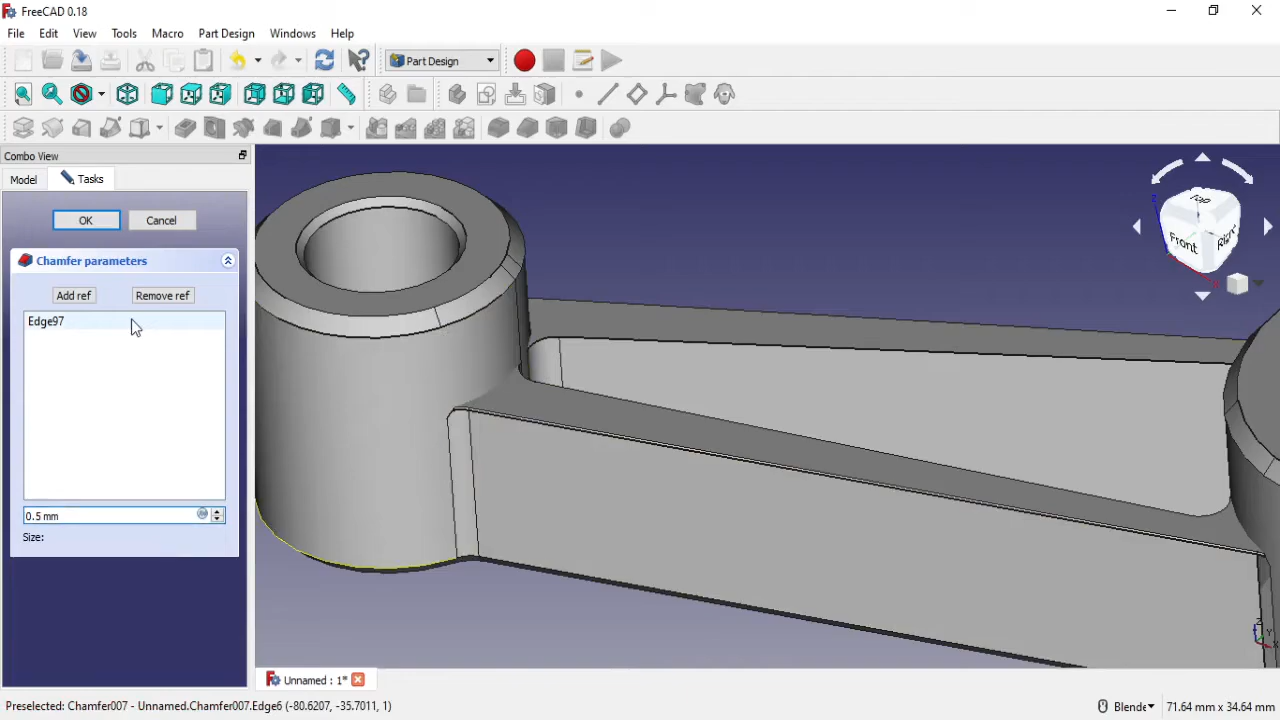 FreeCAD 0.18
File Edit View Tools Macro Part Design Windows Help
Part Design
Combo View
Model Tasks
OK Cancel
Chamfer parameters
Add ref Remove ref
Edge97
0.5 mm
Size:
Top
Front
Right
Z
X
Z
Y
X
Unnamed : 1*
Preselected: Chamfer007 - Unnamed.Chamfer007.Edge6 (-80.6207, -35.7011, 1) Blende 71.64 mm x 34.64 mm